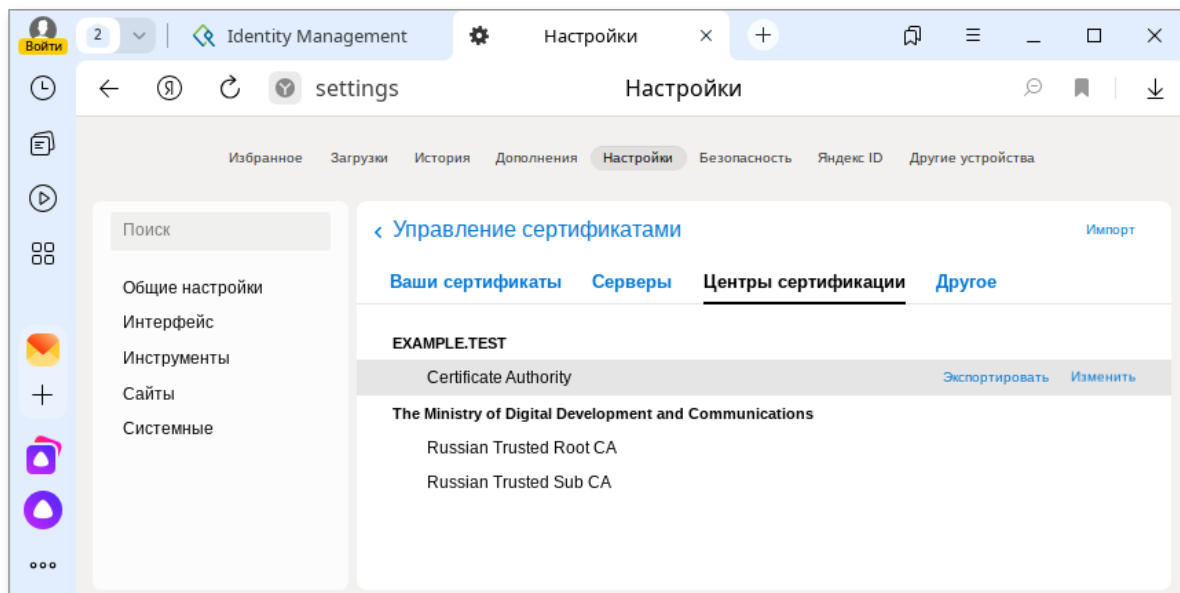 Войти
2
Identity Management
Настройки
settings
Настройки
Избранное Загрузки История Дополнения Настройки Безопасность Яндекс ID Другие устройства
Поиск
Общие настройки
Интерфейс
Инструменты
Сайты
Системные
Управление сертификатами
Импорт
Ваши сертификаты Серверы Центры сертификации Другое
EXAMPLE.TEST
Certificate Authority Экспортировать Изменить
The Ministry of Digital Development and Communications
Russian Trusted Root CA
Russian Trusted Sub CA